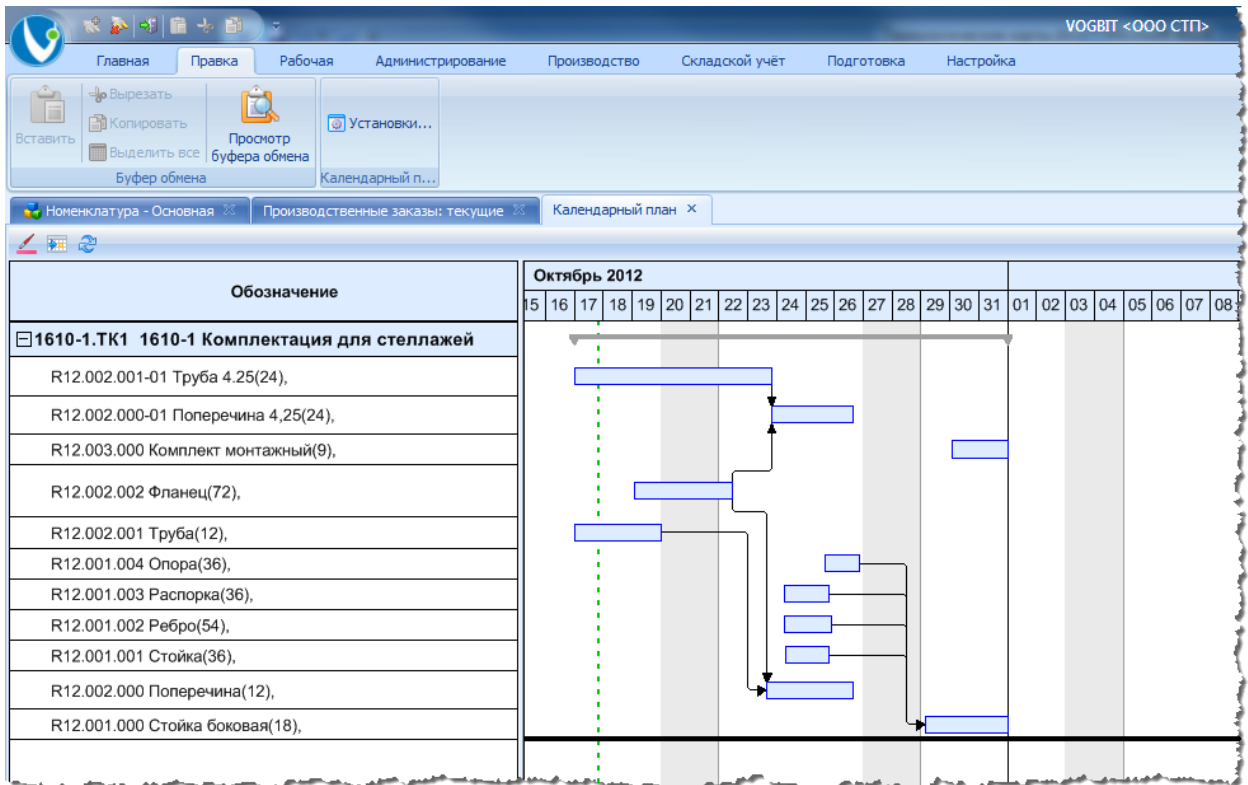 VOGBIT <ООО СТП>
Главная Правка Рабочая Администрирование Производство Складской учёт Подготовка Настройка
Вставить
Вырезать
Копировать
Выделить все
Просмотр
буфера обмена
Установки...
Буфер обмена
Календарный п...
Номенклатура - Основная
Производственные заказы: текущие
Календарный план
Обозначение
Октябрь 2012
15 16 17 18 19 20 21 22 23 24 25 26 27 28 29 30 31 01 02 03 04 05 06 07 08
1610-1.ТК1 1610-1 Комплектация для стеллажей
R12.002.001-01 Труба 4.25(24),
R12.002.000-01 Поперечина 4,25(24),
R12.003.000 Комплект монтажный(9),
R12.002.002 Фланец(72),
R12.002.001 Труба(12),
R12.001.004 Опора(36),
R12.001.003 Распорка(36),
R12.001.002 Ребро(54),
R12.001.001 Стойка(36),
R12.002.000 Поперечина(12),
R12.001.000 Стойка боковая(18),